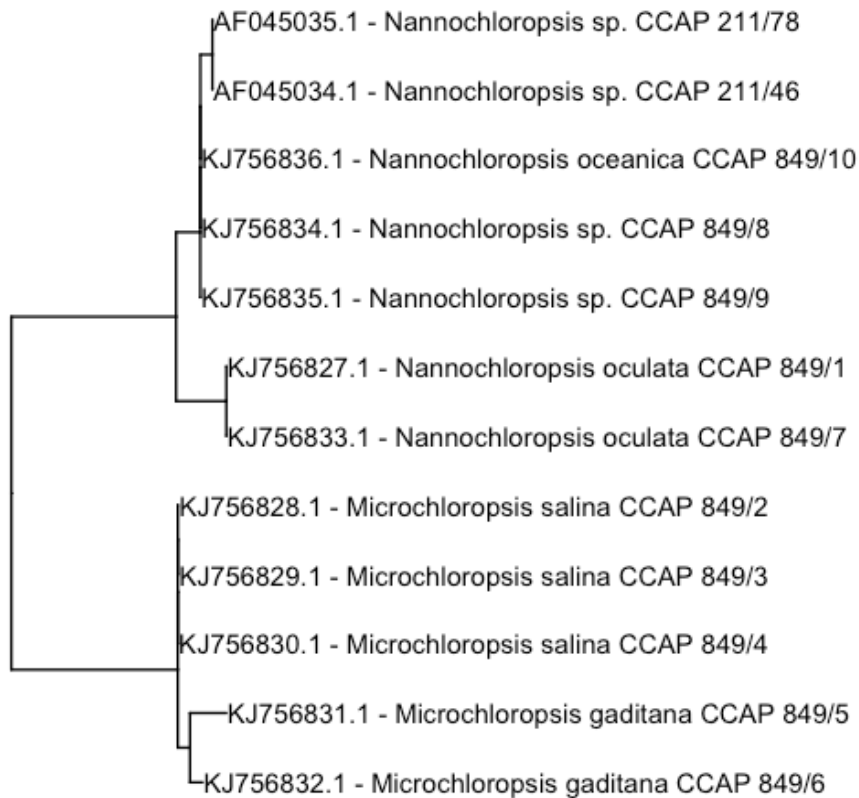 AF045035.1 - Nannochloropsis sp. CCAP 211/78
AF045034.1 - Nannochloropsis sp. CCAP 211/46
KJ756836.1 - Nannochloropsis oceanica CCAP 849/10
KJ756834.1 - Nannochloropsis sp. CCAP 849/8
KJ756835.1 - Nannochloropsis sp. CCAP 849/9
KJ756827.1 - Nannochloropsis oculata CCAP 849/1
KJ756833.1 - Nannochloropsis oculata CCAP 849/7
KJ756828.1 - Microchloropsis salina CCAP 849/2
KJ756829.1 - Microchloropsis salina CCAP 849/3
KJ756830.1 - Microchloropsis salina CCAP 849/4
KJ756831.1 - Microchloropsis gaditana CCAP 849/5
KJ756832.1 - Microchloropsis gaditana CCAP 849/6